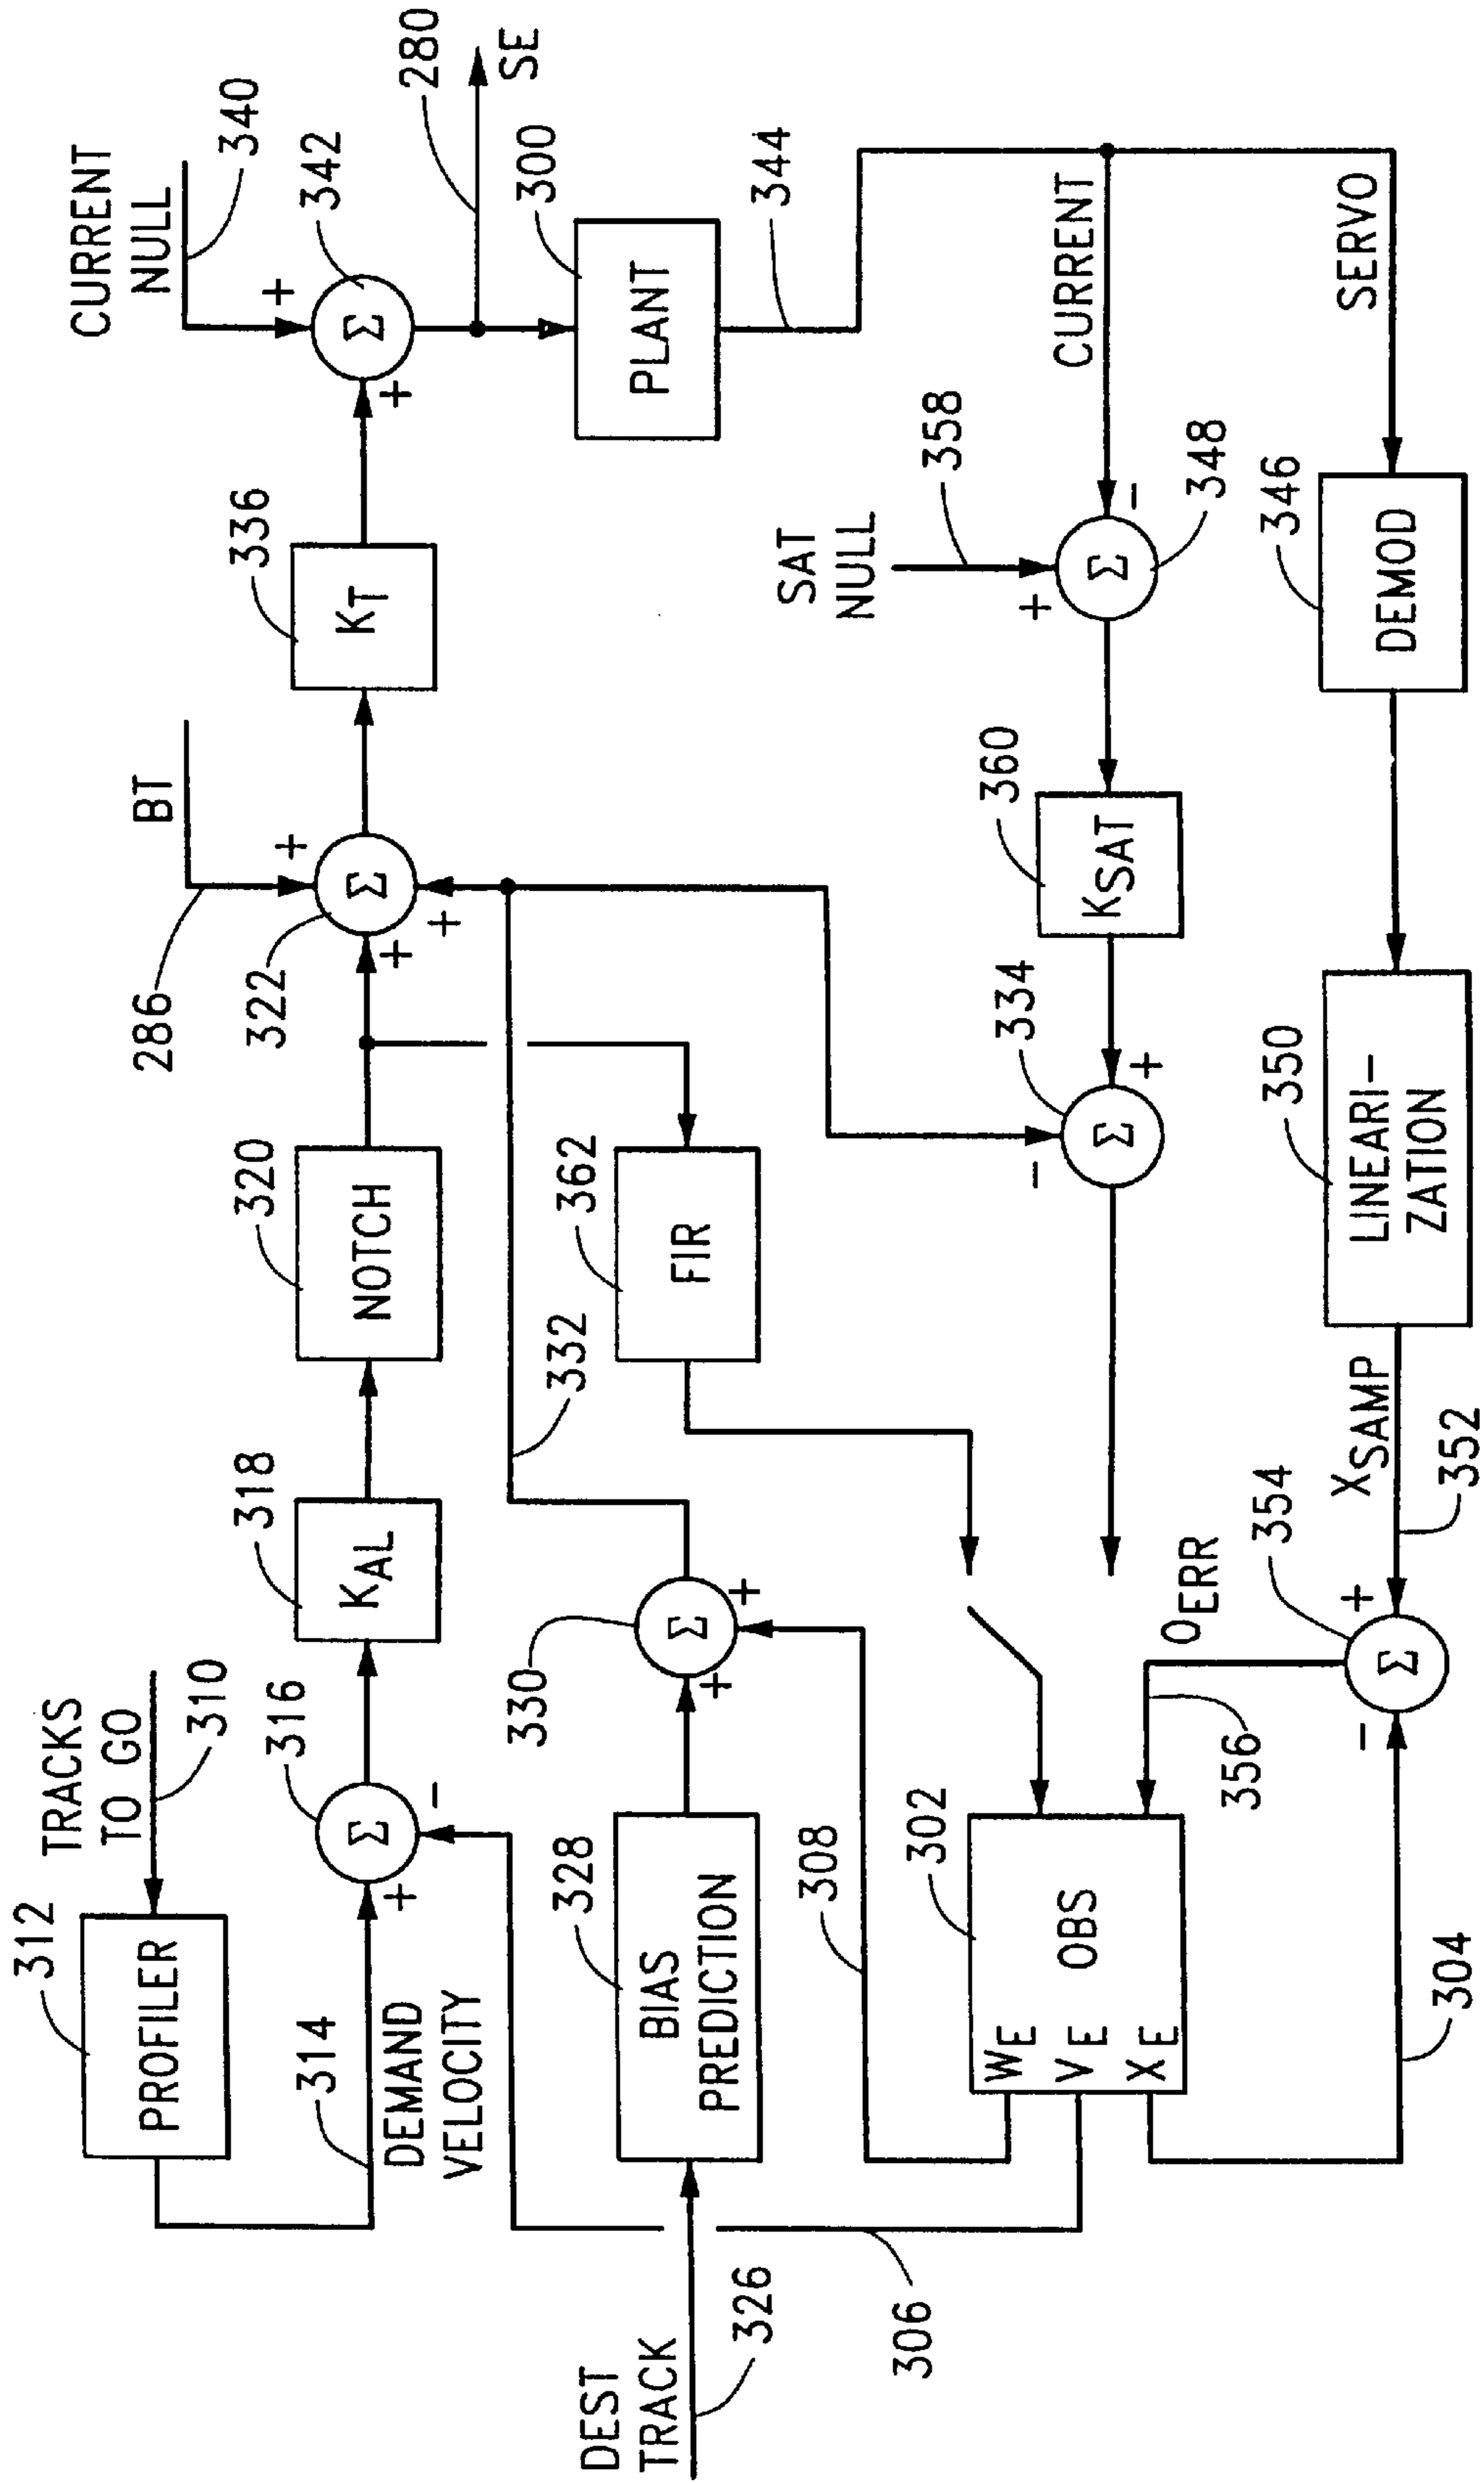 TRACKS
TO GO
310
312
PROFILER
314
DEMAND
VELOCITY
316
Σ
+
-
318
KAL
320
NOTCH
286
BT
322
Σ
+
+
+
336
KT
CURRENT
NULL
340
342
Σ
+
+
280
SE
300
PLANT
344
DEST
TRACK
326
328
BIAS
PREDICTION
330
Σ
+
+
332
362
FIR
306
308
302
OBS
WE
VE
XE
334
Σ
-
+
360
KSAT
SAT
NULL
358
348
Σ
+
-
CURRENT
304
356
OERR
354
Σ
-
+
XSAMP
352
350
LINEARI-
ZATION
346
DEMOD
SERVO